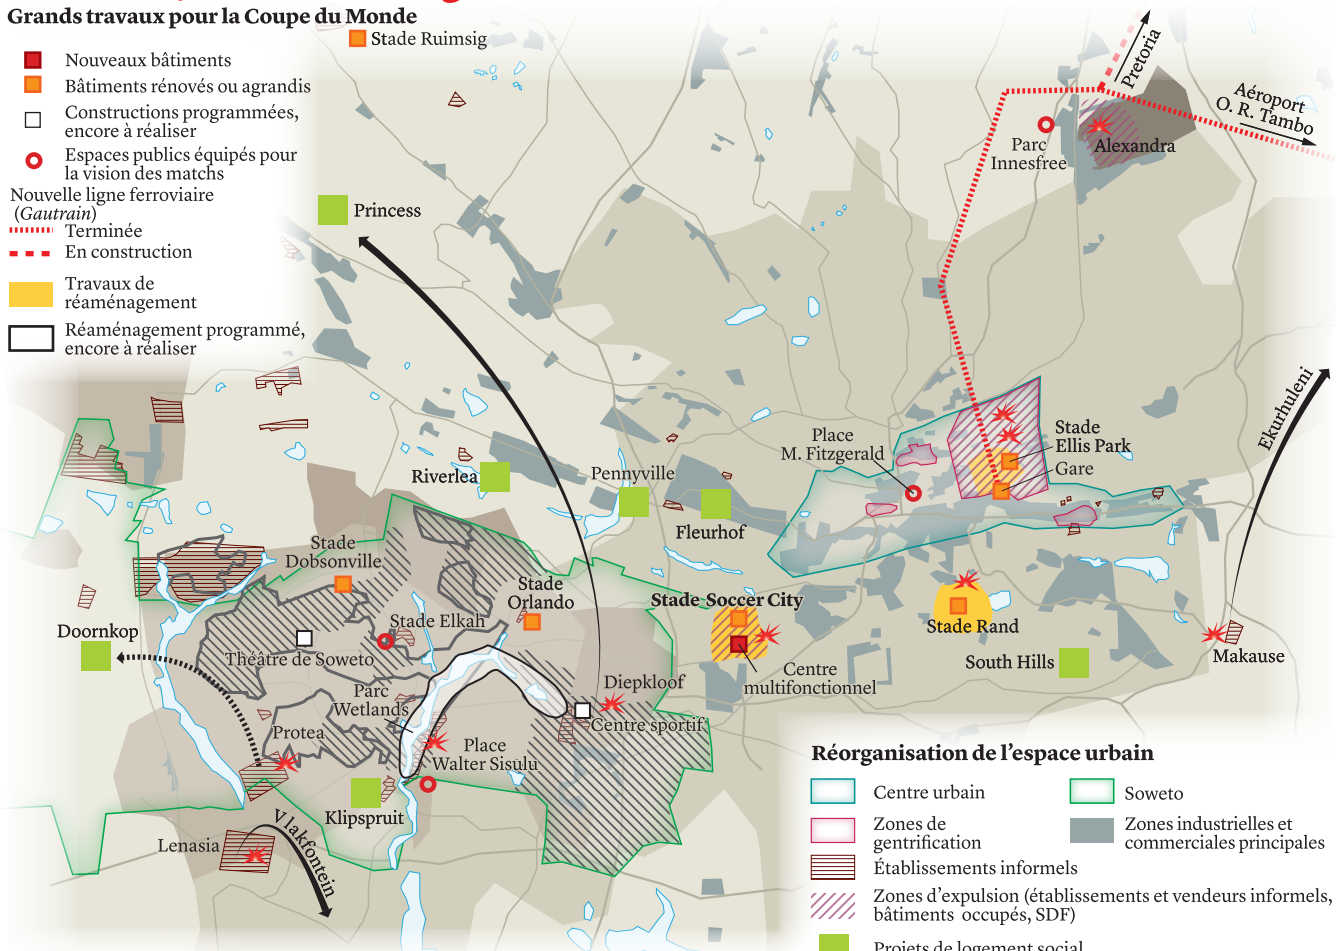 Grands travaux pour la Coupe du Monde
Nouveaux bâtiments
Bâtiments rénovés ou agrandis
Constructions programmées,
encore à réaliser
Espaces publics équipés pour
la vision des matchs
Nouvelle ligne ferroviaire
(Gautrain)
Terminée
En construction
Travaux de
réaménagement
Réaménagement programmé,
encore à réaliser
Stade Ruimsig
Pretoria
Aéroport
O. R. Tambo
Parc
Innesfree
Alexandra
Princess
Ekurhuleni
Place
M. Fitzgerald
Stade
Ellis Park
Gare
Riverlea
Pennyville
Fleurhof
Stade
Dobsonville
Stade
Orlando
Stade Soccer City
Stade Elkah
Stade Rand
Doornkop
Théâtre de Soweto
South Hills
Makause
Centre
multifonctionnel
Diepkloof
Parc
Wetlands
Centre sportif
Protea
Place
Walter Sisulu
Klipspruit
Lenasia
Vlakfontein
Réorganisation de l'espace urbain
Centre urbain
Soweto
Zones de
gentrification
Zones industrielles et
commerciales principales
Établissements informels
Zones d'expulsion (établissements et vendeurs informels,
bâtiments occupés, SDF)
Projets de logement social